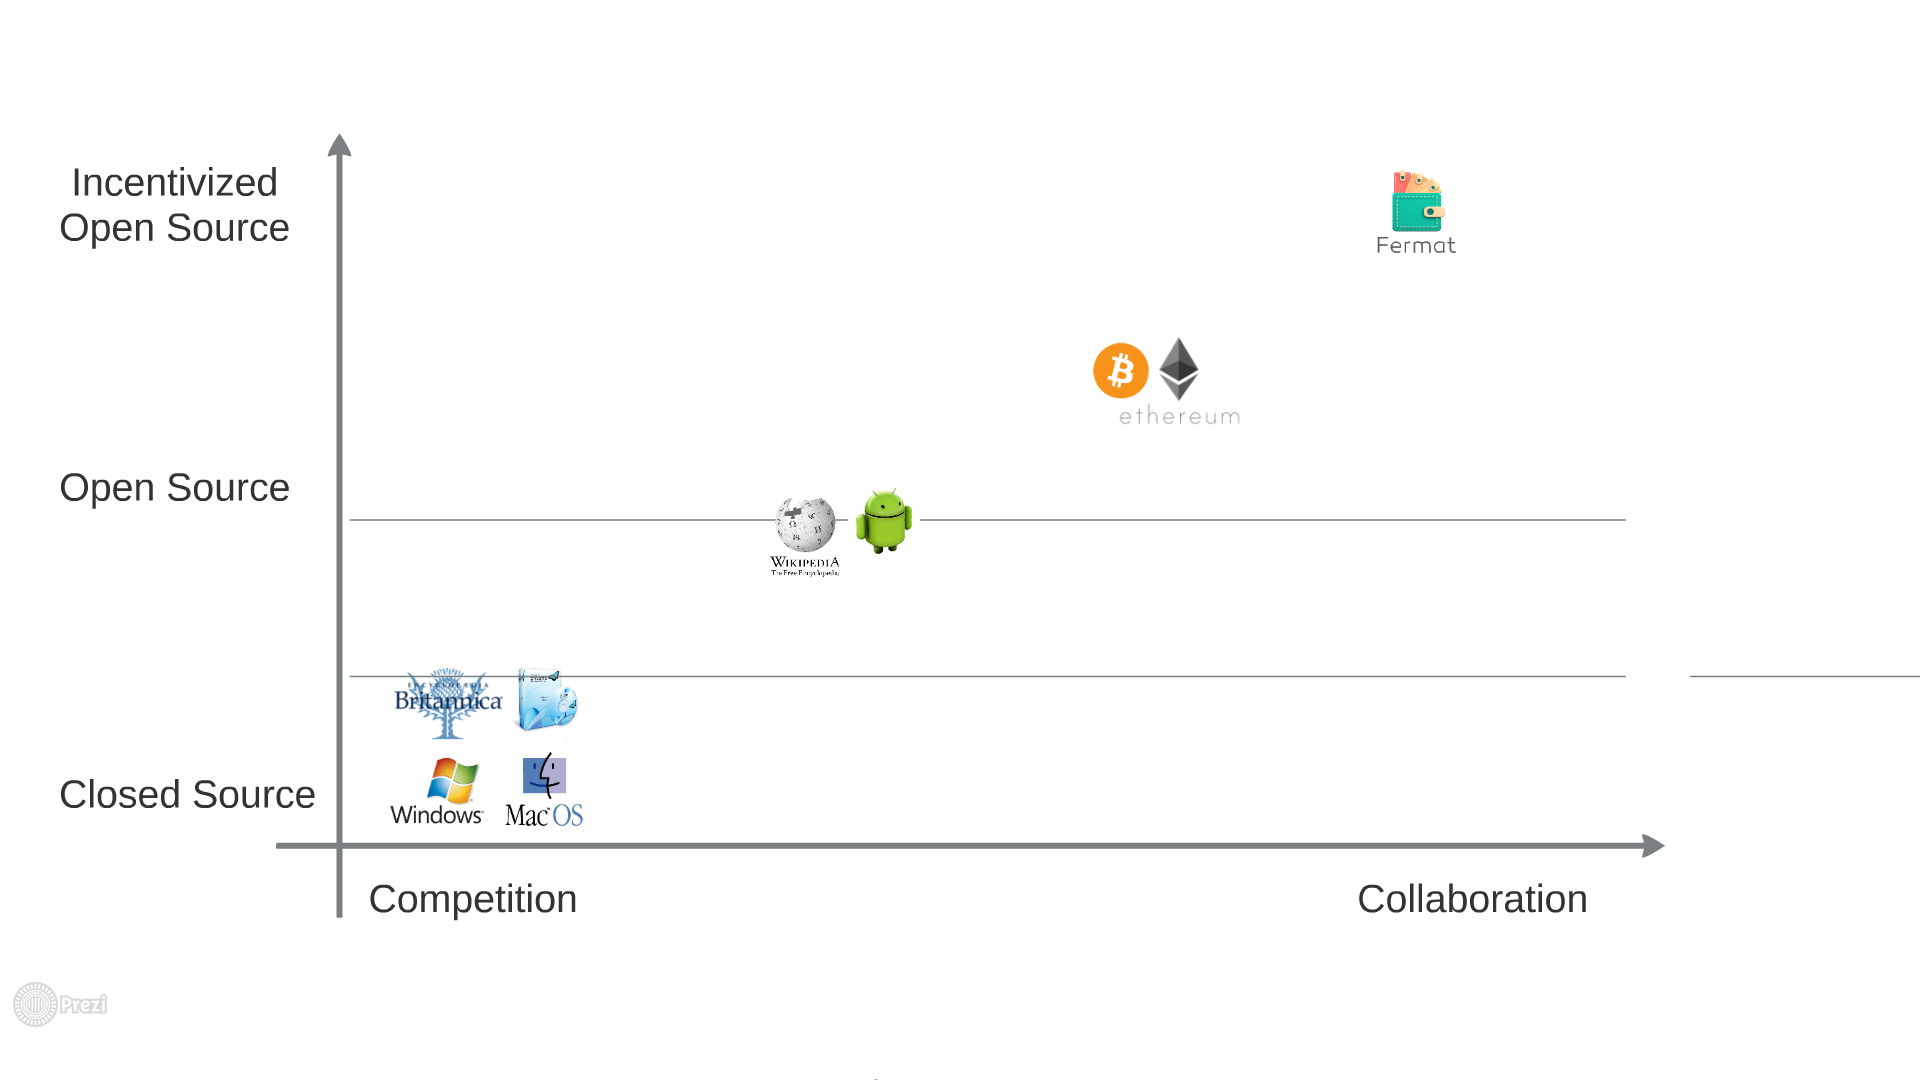 Incentivized
Open Source
Fermat
ethereum
Open Source
WIKIPEDIA
The Free Encyclopedia
ENCYCLOPÆDIA
Britannica
Closed Source
Windows
Mac OS
Competition
Collaboration
Prezi